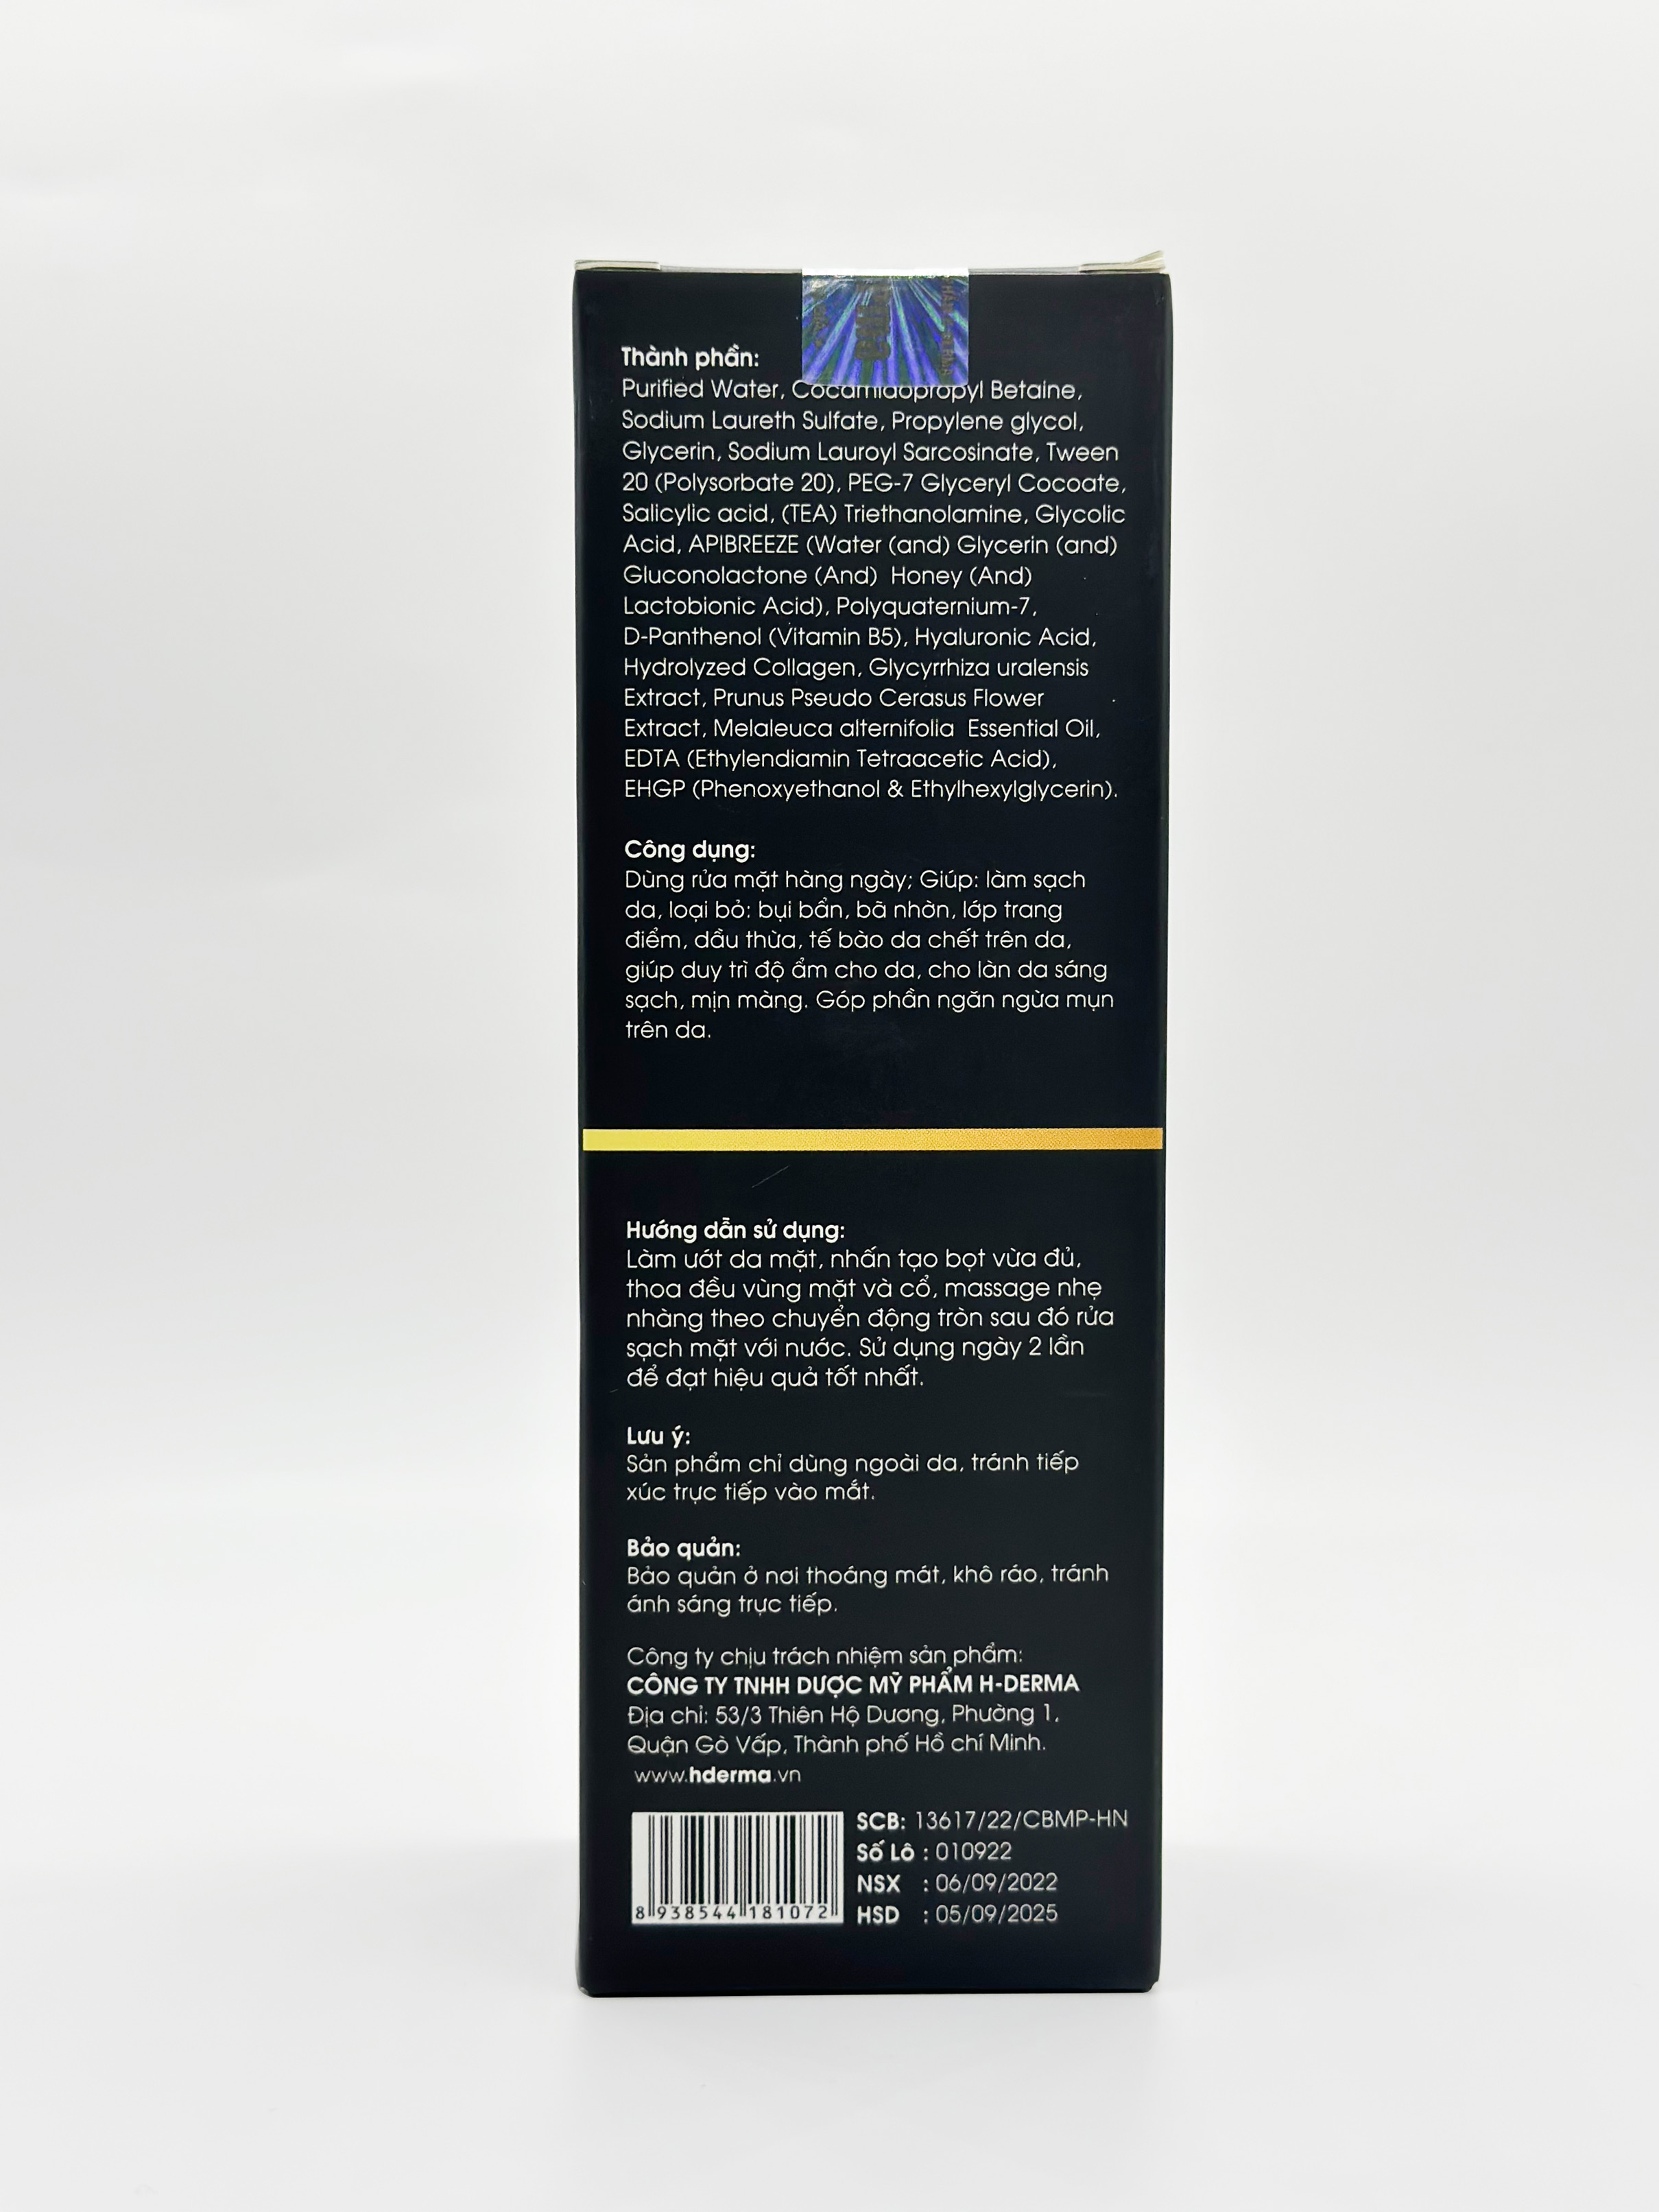 Thành phần:
Purified Water, Cocamidopropyl Betaine,
Sodium Laureth Sulfate, Propylene glycol,
Glycerin, Sodium Lauroyl Sarcosinate, Tween
20 (Polysorbate 20), PEG-7 Glyceryl Cocoate,
Salicylic acid, (TEA) Triethanolamine, Glycolic
Acid, APIBREEZE (Water (and) Glycerin (and)
Gluconolactone (And) Honey (And)
Lactobionic Acid), Polyquaternium-7,
D-Panthenol (Vitamin B5), Hyaluronic Acid,
Hydrolyzed Collagen, Glycyrrhiza uralensis
Extract, Prunus Pseudo Cerasus Flower
Extract, Melaleuca alternifolia Essential Oil,
EDTA (Ethylendiamin Tetraacetic Acid),
EHGP (Phenoxyethanol & Ethylhexylglycerin).
Công dụng:
Dùng rửa mặt hàng ngày; Giúp: làm sạch
da, loại bỏ: bụi bẩn, bã nhờn, lớp trang
điểm, dầu thừa, tế bào da chết trên da,
giúp duy trì độ ẩm cho da, cho làn da sáng
sạch, mịn màng. Góp phần ngăn ngừa mụn
trên da.
Hướng dẫn sử dụng:
Làm ướt da mặt, nhấn tạo bọt vừa đủ,
thoa đều vùng mặt và cổ, massage nhẹ
nhàng theo chuyển động tròn sau đó rửa
sạch mặt với nước. Sử dụng ngày 2 lần
để đạt hiệu quả tốt nhất.
Lưu ý:
Sản phẩm chỉ dùng ngoài da, tránh tiếp
xúc trực tiếp vào mắt.
Bảo quản:
Bảo quản ở nơi thoáng mát, khô ráo, tránh
ánh sáng trực tiếp.
Công ty chịu trách nhiệm sản phẩm:
CÔNG TY TNHH DƯỢC MỸ PHẨM H-DERMA
Địa chỉ: 53/3 Thiên Hộ Dương, Phường 1,
Quận Gò Vấp, Thành phố Hồ chí Minh.
www.hderma.vn
SCB: 13617/22/CBMP-HN
Số Lô : 010922
NSX : 06/09/2022
HSD : 05/09/2025
8 938544 181072